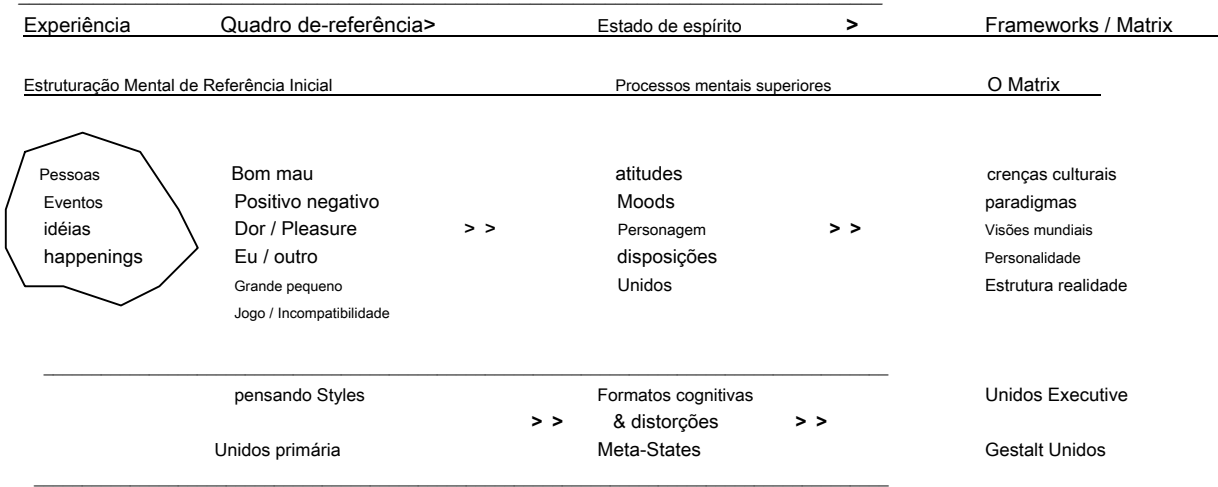 Experiência Quadro de-referência> Estado de espírito > Frameworks / Matrix
Estruturação Mental de Referência Inicial Processos mentais superiores O Matrix
Pessoas Bom mau atitudes crenças culturais
Eventos Positivo negativo Moods paradigmas
idéias Dor / Pleasure > > Personagem > > Visões mundiais
happenings Eu / outro disposições Personalidade
Grande pequeno Unidos Estrutura realidade
Jogo / Incompatibilidade
pensando Styles Formatos cognitivas Unidos Executive
> > & distorções > >
Unidos primária Meta-States Gestalt Unidos